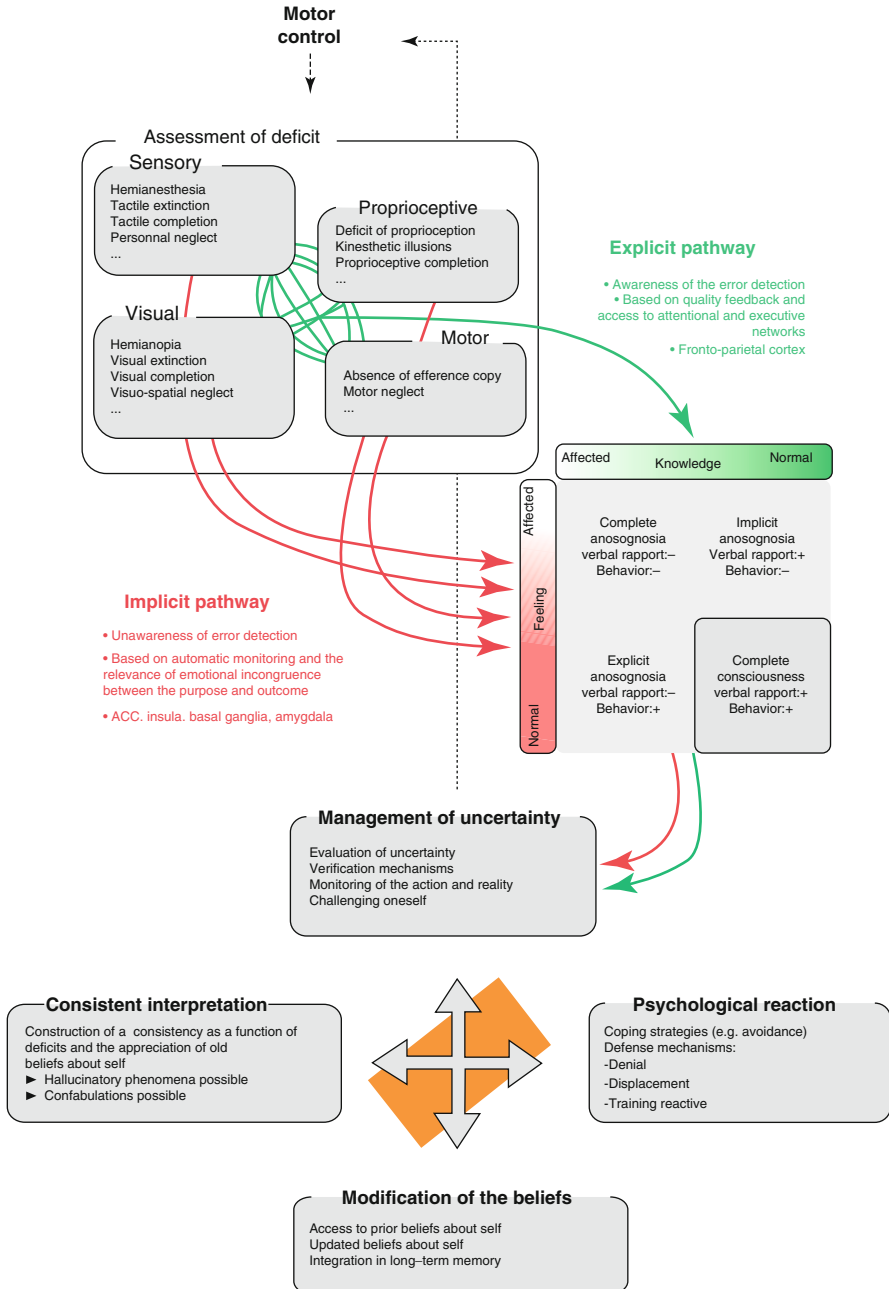 Motor
control
Assessment of deficit
Sensory
Hemianesthesia
Tactile extinction
Tactile completion
Personnal neglect
...
Proprioceptive
Deficit of proprioception
Kinesthetic illusions
Proprioceptive completion
...
Visual
Hemianopia
Visual extinction
Visual completion
Visuo-spatial neglect
...
Motor
Absence of efference copy
Motor neglect
...
Explicit pathway
• Awareness of the error detection
• Based on quality feedback and
access to attentional and executive
networks
• Fronto-parietal cortex
Affected Knowledge Normal
Affected
Feeling
Normal
Complete
anosognosia
verbal rapport:–
Behavior:–
Implicit
anosognosia
Verbal rapport:+
Behavior:–
Explicit
anosognosia
verbal rapport:–
Behavior:+
Complete
consciousness
verbal rapport:+
Behavior:+
Implicit pathway
• Unawareness of error detection
• Based on automatic monitoring and the
relevance of emotional incongruence
between the purpose and outcome
• ACC. insula. basal ganglia, amygdala
Management of uncertainty
Evaluation of uncertainty
Verification mechanisms
Monitoring of the action and reality
Challenging oneself
Consistent interpretation
Construction of a consistency as a function of
deficits and the appreciation of old
beliefs about self
► Hallucinatory phenomena possible
► Confabulations possible
Psychological reaction
Coping strategies (e.g. avoidance)
Defense mechanisms:
-Denial
-Displacement
-Training reactive
Modification of the beliefs
Access to prior beliefs about self
Updated beliefs about self
Integration in long–term memory